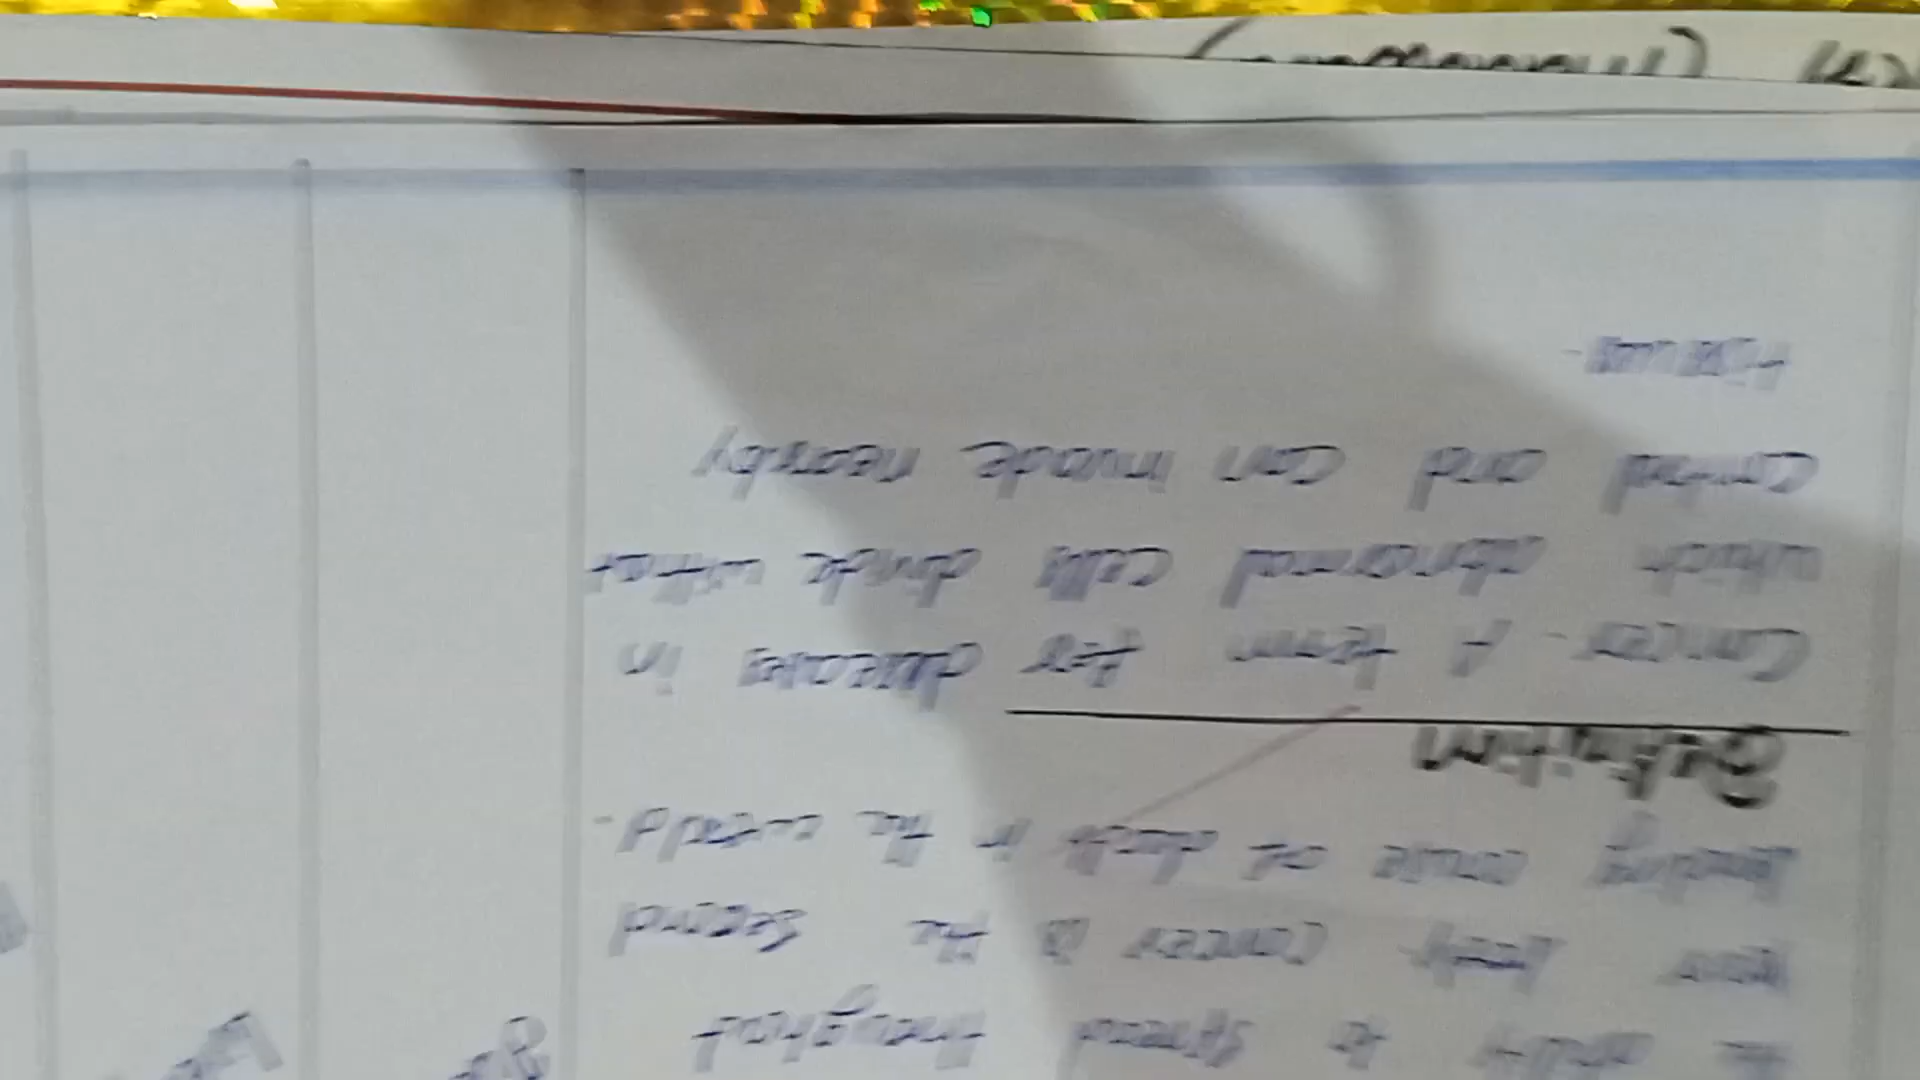 the ability to spread throughout
your body cancer is the second
leading cause of death in the world.
Definition
Cancer - A term for diseases in
which abnormal cells divide without
control and can invade nearby
tissues.